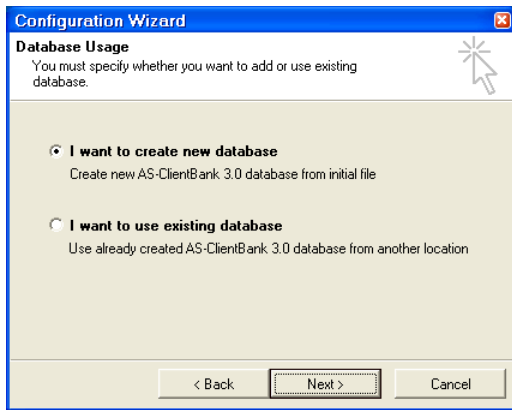 Configuration Wizard
Database Usage
You must specify whether you want to add or use existing
database.
I want to create new database
Create new AS-ClientBank 3.0 database from initial file
I want to use existing database
Use already created AS-ClientBank 3.0 database from another location
< Back
Next >
Cancel